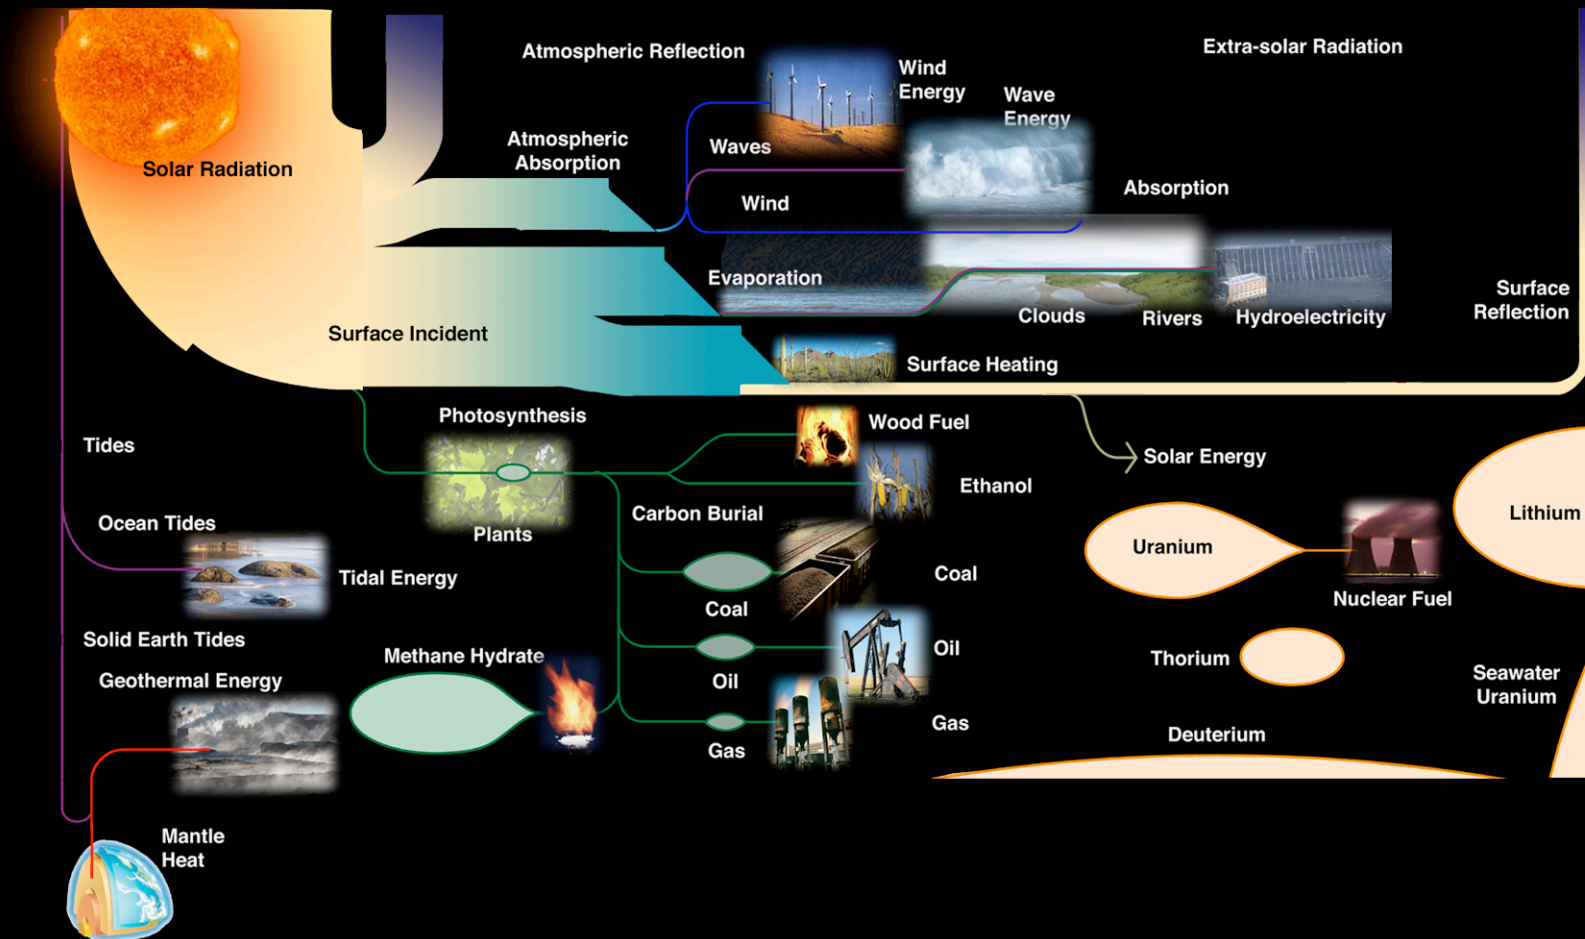 Atmospheric Reflection
Extra-solar Radiation
Wind
Energy
Wave
Energy
Atmospheric
Absorption
Waves
Solar Radiation
Absorption
Wind
Evaporation
Surface
Reflection
Clouds
Rivers
Hydroelectricity
Surface Incident
Surface Heating
Photosynthesis
Wood Fuel
Tides
Solar Energy
Ethanol
Carbon Burial
Lithium
Ocean Tides
Plants
Uranium
Tidal Energy
Coal
Nuclear Fuel
Coal
Solid Earth Tides
Methane Hydrate
Oil
Thorium
Geothermal Energy
Oil
Seawater
Uranium
Gas
Deuterium
Gas
Mantle
Heat